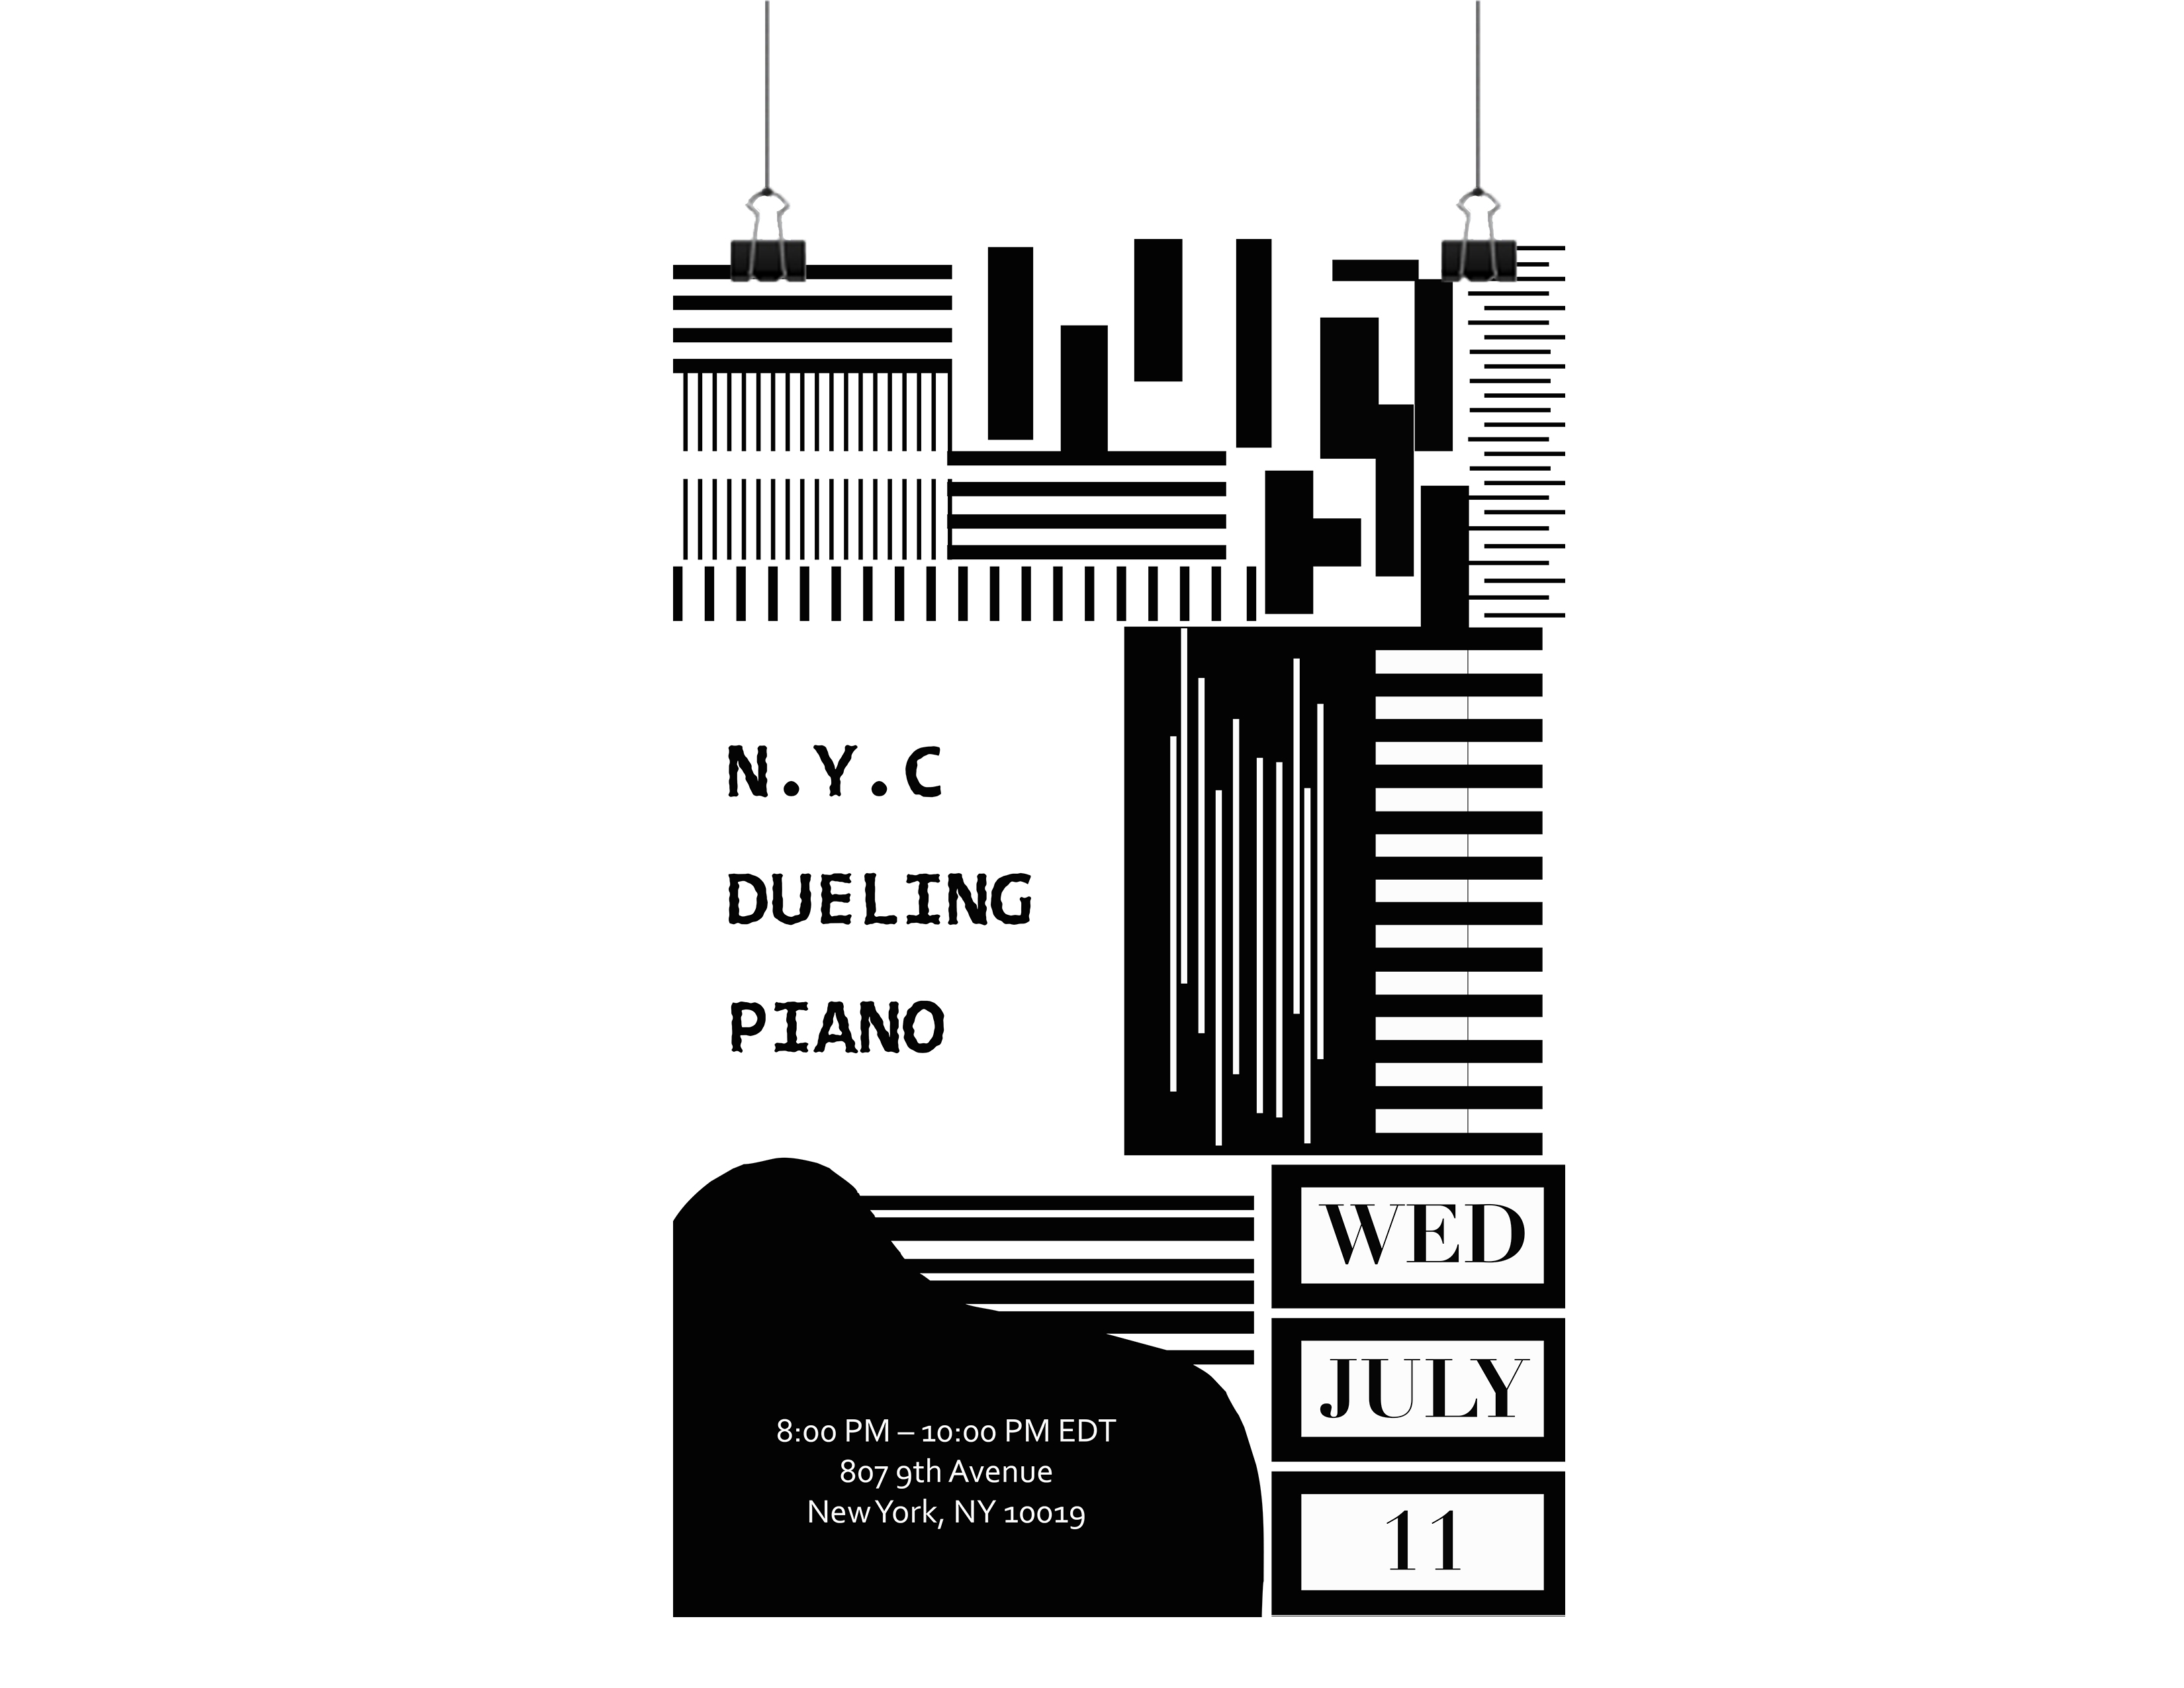 N.Y.C
DUELING
PIANO
WED
JULY
11
8:00 PM – 10:00 PM EDT
807 9th Avenue
New York, NY 10019